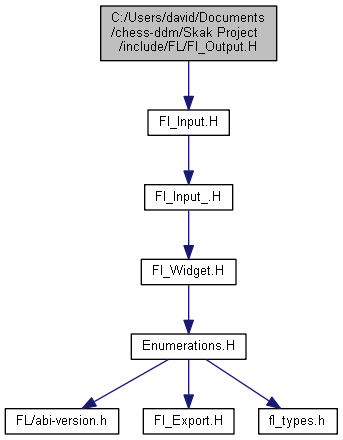 C:/Users/david/Documents
/chess-ddm/Skak Project
/include/FL/Fl_Output.H
Fl_Input.H
Fl_Input_.H
Fl_Widget.H
Enumerations.H
FL/abi-version.h
Fl_Export.H
fl_types.h